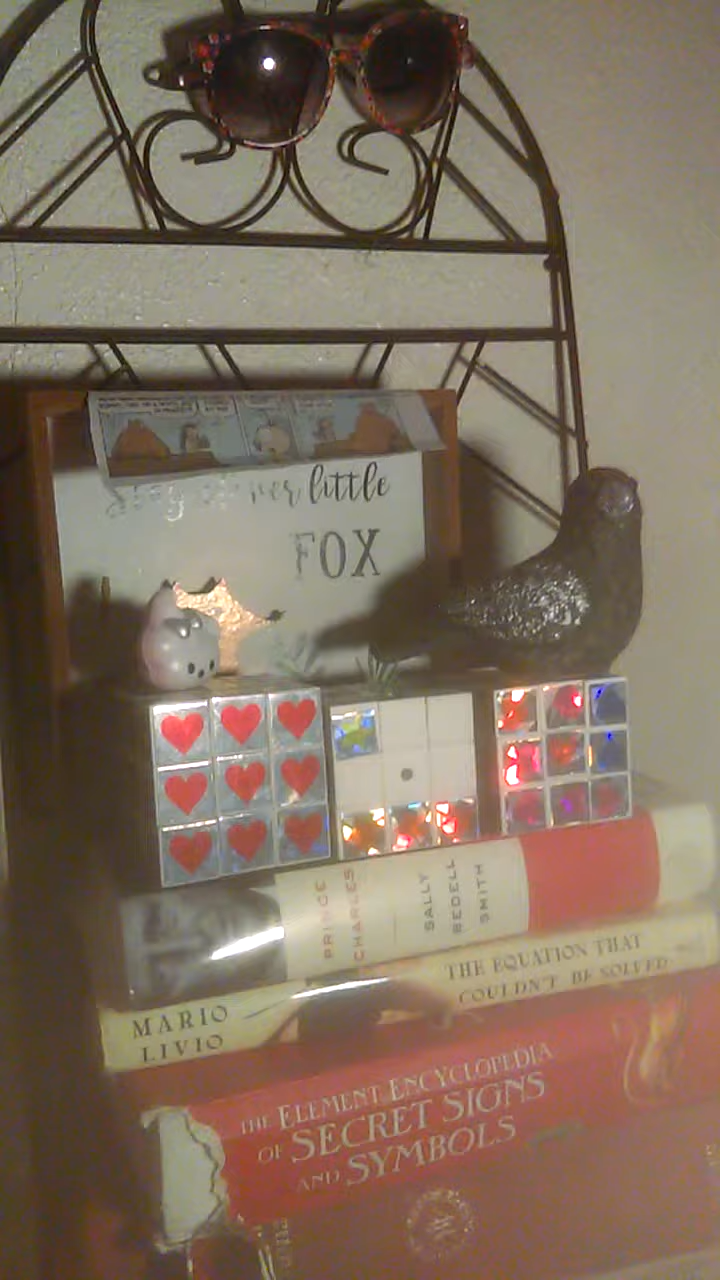 little
FOX
PRINCE
CHARLES
SALLY
BEDELL
SMITH
MARIO
LIVIO
THE EQUATION THAT
COULDN'T BE SOLVED
THE ELEMENT ENCYCLOPEDIA
OF SECRET SIGNS
AND SYMBOLS